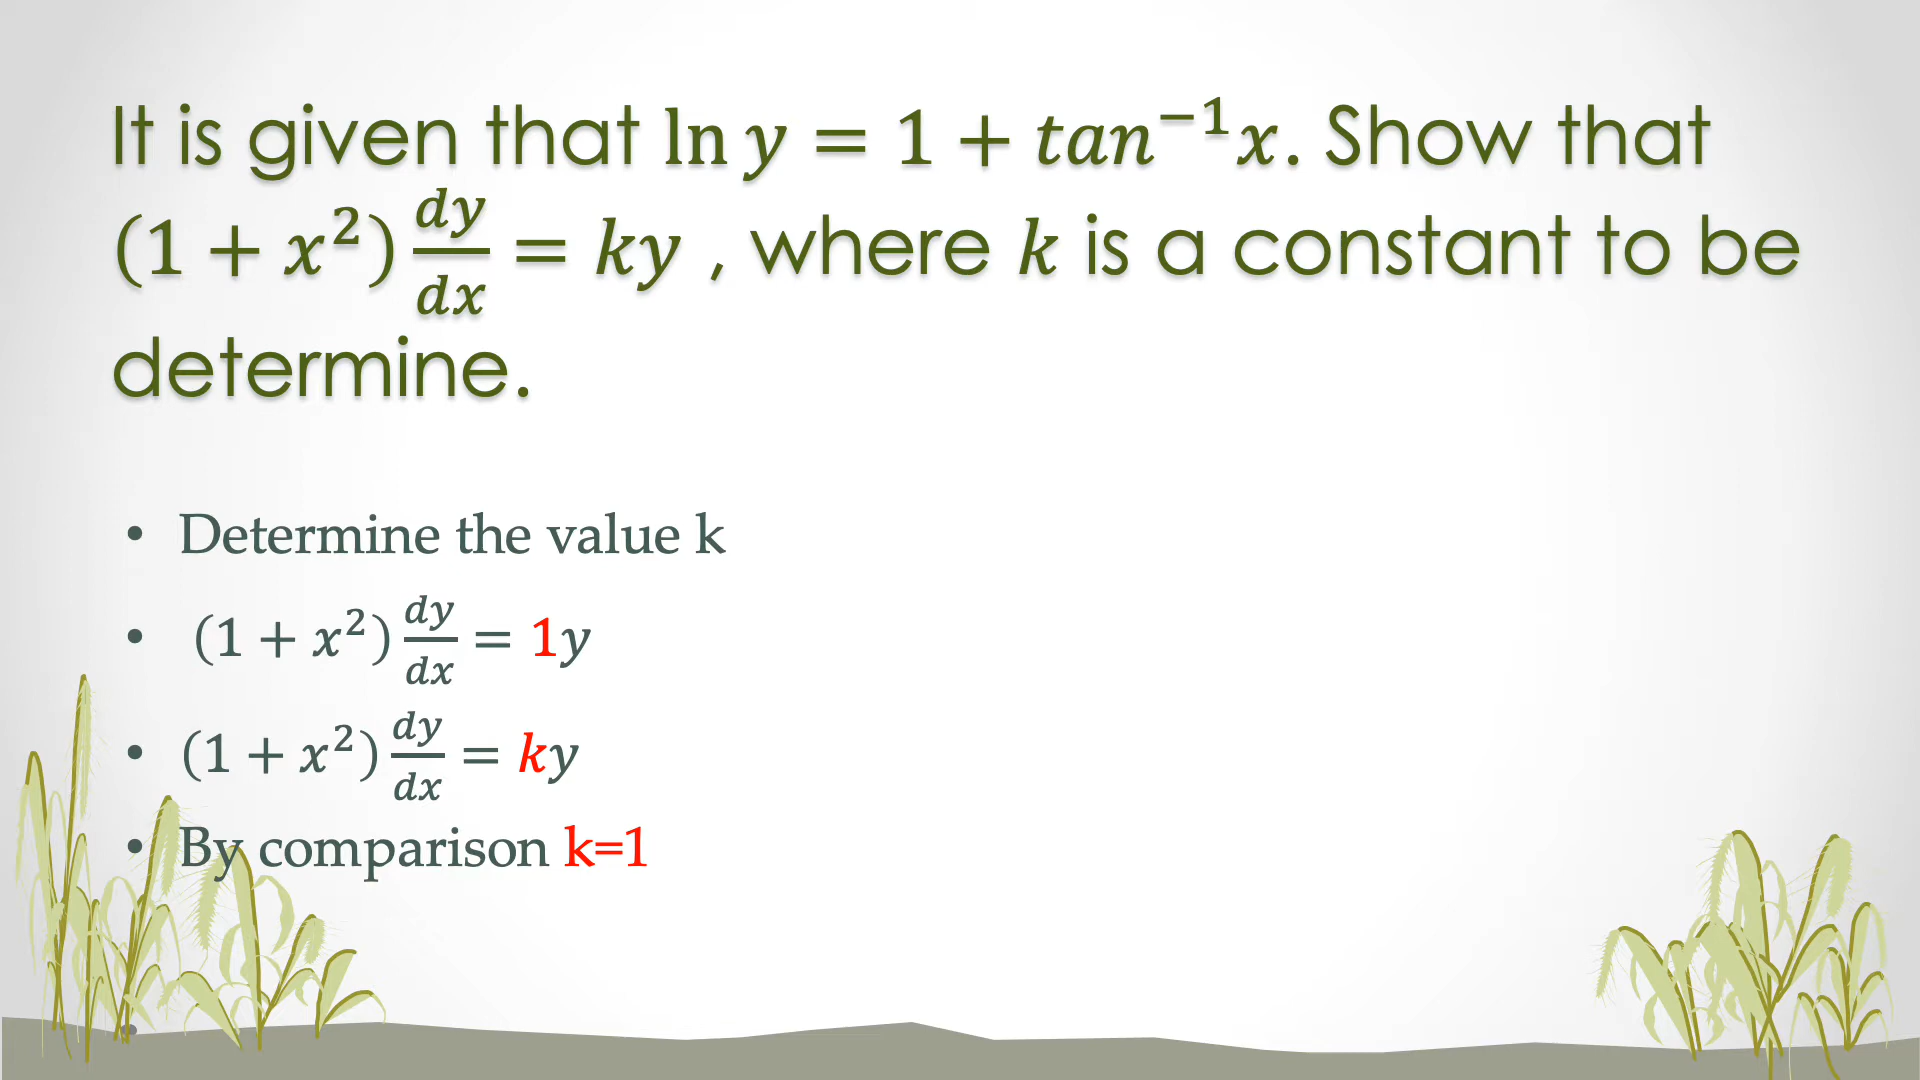 It is given that ln y = 1 + tan⁻¹x. Show that
(1 + x²) dy/dx = ky , where k is a constant to be
determine.
• Determine the value k
• (1 + x²) dy/dx = 1y
• (1 + x²) dy/dx = ky
• By comparison k=1